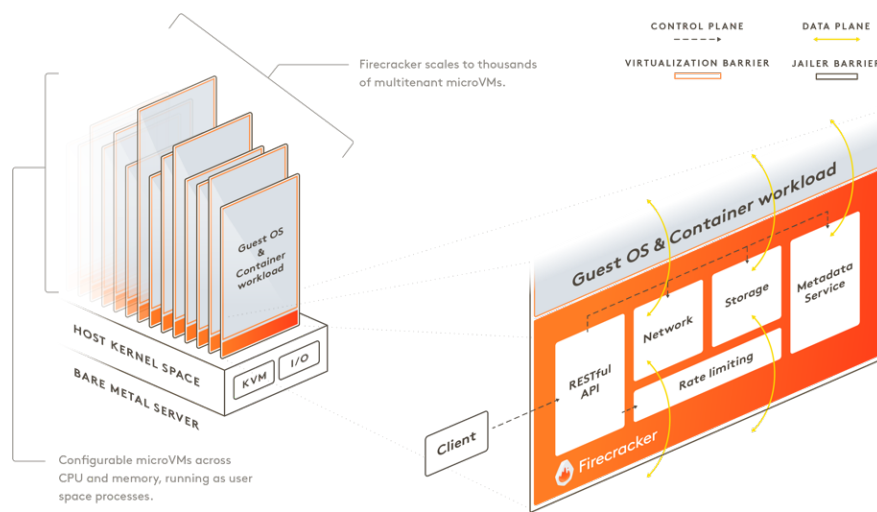 CONTROL PLANE
DATA PLANE
VIRTUALIZATION BARRIER
JAILER BARRIER
Firecracker scales to thousands
of multitenant microVMs.
Guest OS
&
Container
workload
HOST KERNEL SPACE
KVM
I/O
BARE METAL SERVER
Configurable microVMs across
CPU and memory, running as user
space processes.
Client
Guest OS & Container workload
RESTful
API
Network
Storage
Metadata
Service
Rate limiting
Firecracker